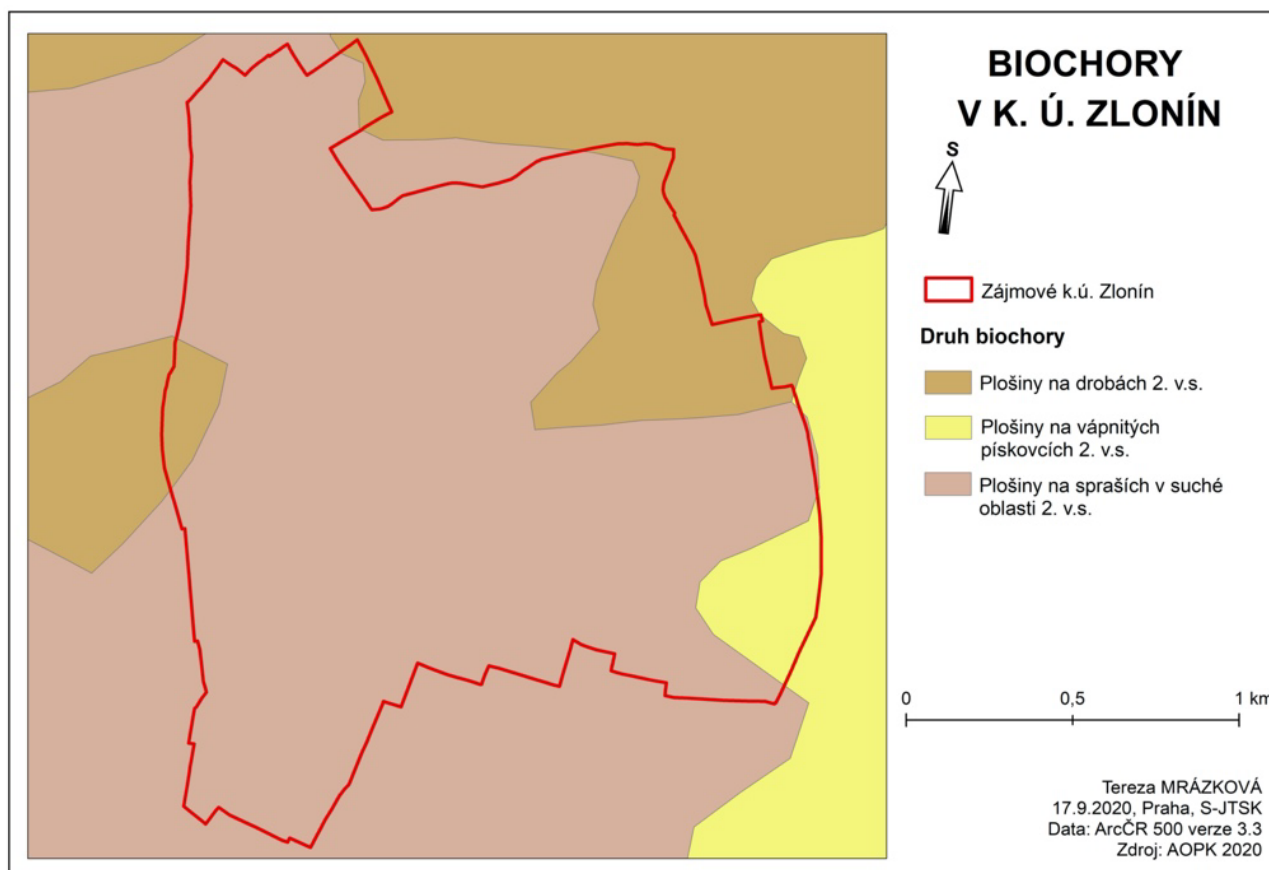 BIOCHORY
V K. Ú. ZLONÍN
S
Zájmové k.ú. Zlonín
Druh biochory
Plošiny na drobách 2. v.s.
Plošiny na vápnitých
pískovcích 2. v.s.
Plošiny na spraších v suché
oblasti 2. v.s.
0 0,5 1 km
Tereza MRÁZKOVÁ
17.9.2020, Praha, S-JTSK
Data: ArcČR 500 verze 3.3
Zdroj: AOPK 2020